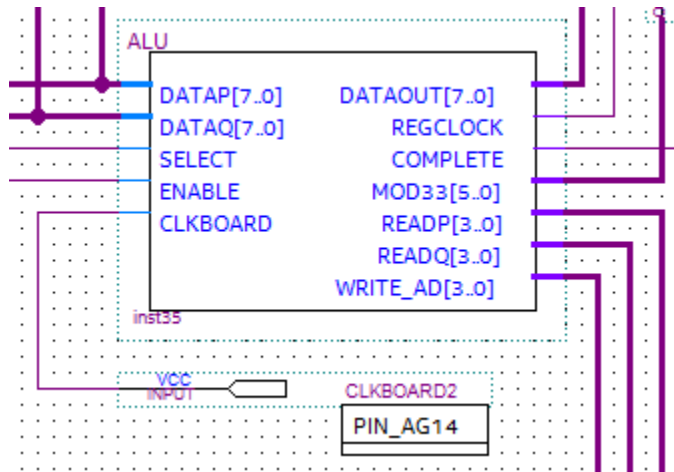 ALU
DATAP[7..0] DATAOUT[7..0]
DATAQ[7..0] REGCLOCK
SELECT COMPLETE
ENABLE MOD33[5..0]
CLKBOARD READP[3..0]
READQ[3..0]
WRITE_AD[3..0]
inst35
VCC
INPUT
CLKBOARD2
PIN_AG14